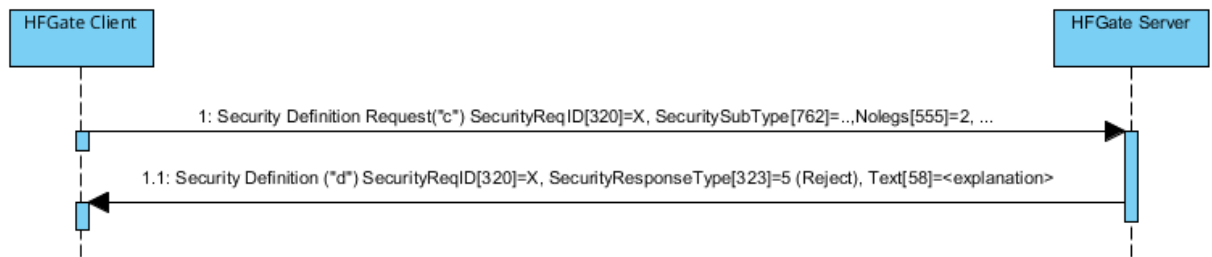 HFGate Client
HFGate Server
1: Security Definition Request("c") SecurityReqID[320]=X, SecuritySubType[762]=..,Nolegs[555]=2, ...
1.1: Security Definition ("d") SecurityReqID[320]=X, SecurityResponseType[323]=5 (Reject), Text[58]=<explanation>